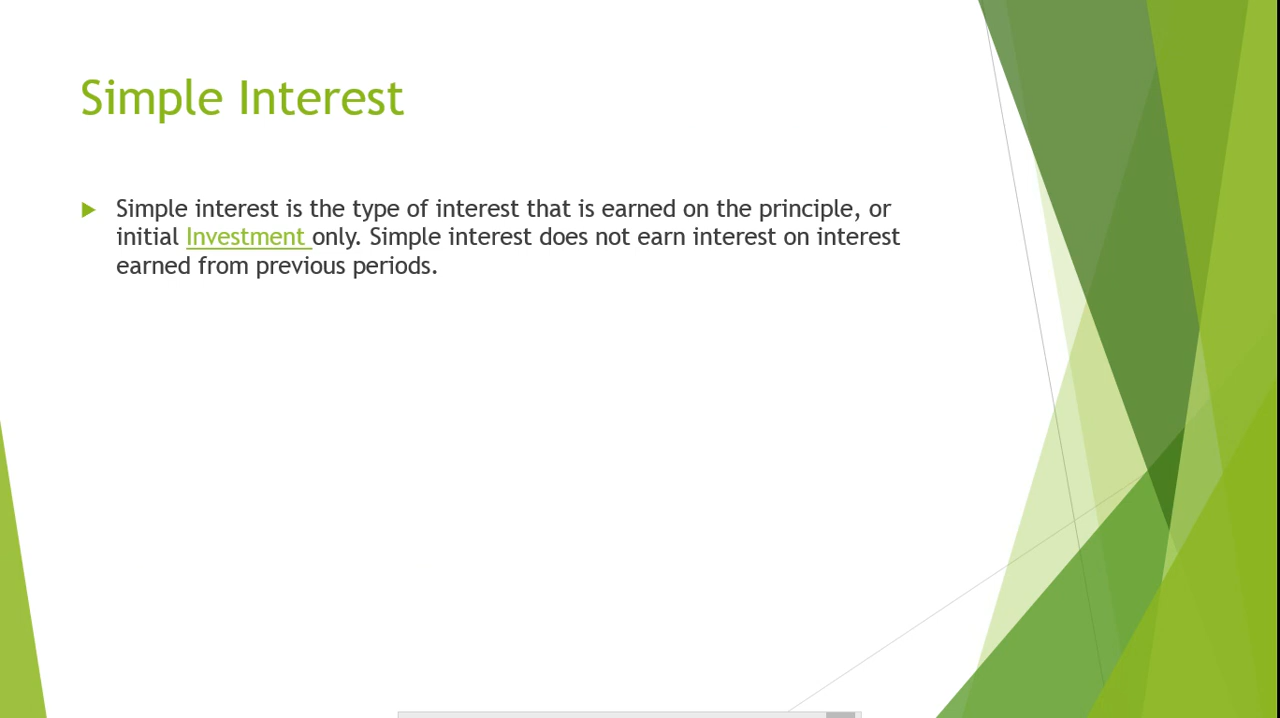 Simple Interest
Simple interest is the type of interest that is earned on the principle, or
initial Investment only. Simple interest does not earn interest on interest
earned from previous periods.